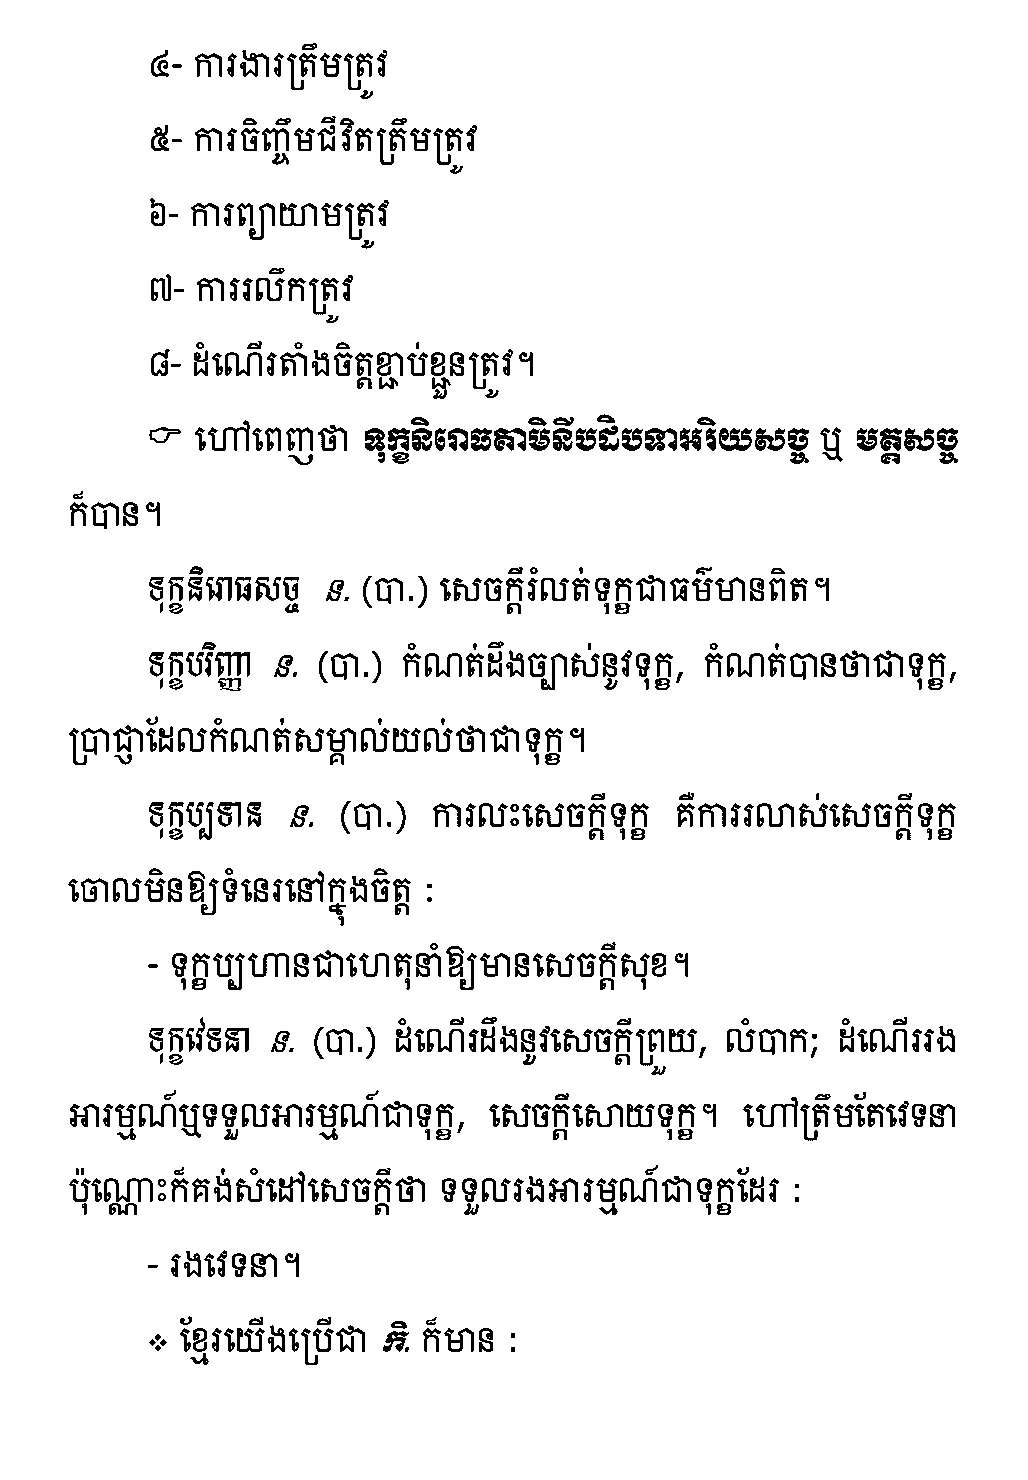 ៤- ការងារត្រឹមត្រូវ
៥- ការចិញ្ចឹមជីវិតត្រឹមត្រូវ
៦- ការព្យាយាមត្រូវ
៧- ការរលឹកត្រូវ
៨- ដំណើរតាំងចិត្តខ្ជាប់ខ្ជួនត្រូវ។
☞ ហៅពេញថា ទុក្ខនិរោធគាមិនីបដិបទាអរិយសច្ច ឬ មគ្គសច្ច
ក៏បាន។
ទុក្ខនិរោធសច្ច ន. (បា.) សេចក្ដីរំលត់ទុក្ខជាធម៌មានពិត។
ទុក្ខបរិញ្ញា ន. (បា.) កំណត់ដឹងច្បាស់នូវទុក្ខ, កំណត់បានថាជាទុក្ខ,
ប្រាជ្ញាដែលកំណត់សម្គាល់យល់ថាជាទុក្ខ។
ទុក្ខប្បទាន ន. (បា.) ការលះសេចក្ដីទុក្ខ គឺការរលាស់សេចក្ដីទុក្ខ
ចោលមិនឱ្យទំនេរនៅក្នុងចិត្ត :
- ទុក្ខប្បហានជាហេតុនាំឱ្យមានសេចក្ដីសុខ។
ទុក្ខវេទនា ន. (បា.) ដំណើរដឹងនូវសេចក្ដីព្រួយ, លំបាក; ដំណើររង
អារម្មណ៍ឬទទួលអារម្មណ៍ជាទុក្ខ, សេចក្ដីសោយទុក្ខ។ ហៅត្រឹមតែវេទនា
ប៉ុណ្ណោះក៏គង់សំដៅសេចក្ដីថា ទទួលរងអារម្មណ៍ជាទុក្ខដែរ :
- រងវេទនា។
❖ ខ្មែរយើងប្រើជា កិ. ក៏មាន :